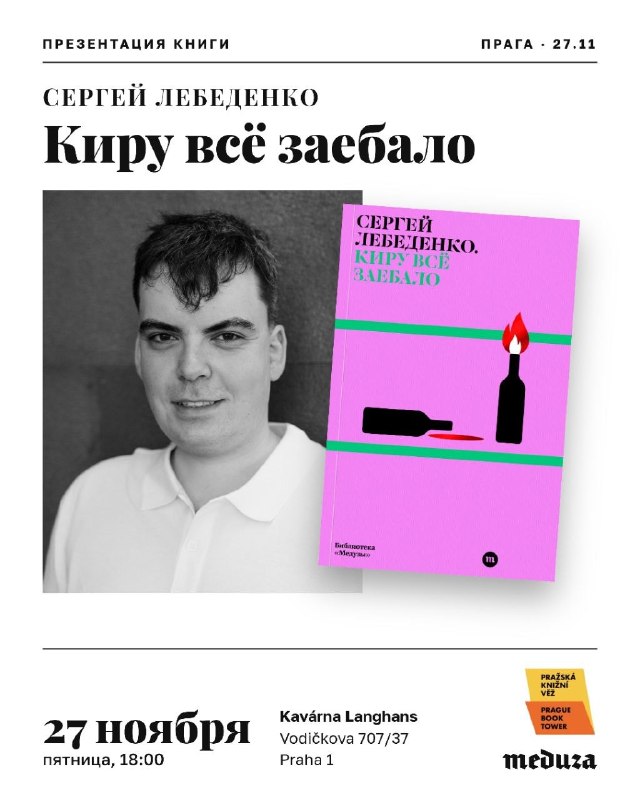 ПРЕЗЕНТАЦИЯ КНИГИ
ПРАГА · 27.11
СЕРГЕЙ ЛЕБЕДЕНКО
Киру всё заебало
СЕРГЕЙ
ЛЕБЕДЕНКО.
КИРУ ВСЁ
ЗАЕБАЛО
Библиотека
«Медузы»
m
27 ноября
пятница, 18:00
Kavárna Langhans
Vodičkova 707/37
Praha 1
PRAŽSKÁ
KNIŽNÍ
VĚŽ
PRAGUE
BOOK
TOWER
meduza